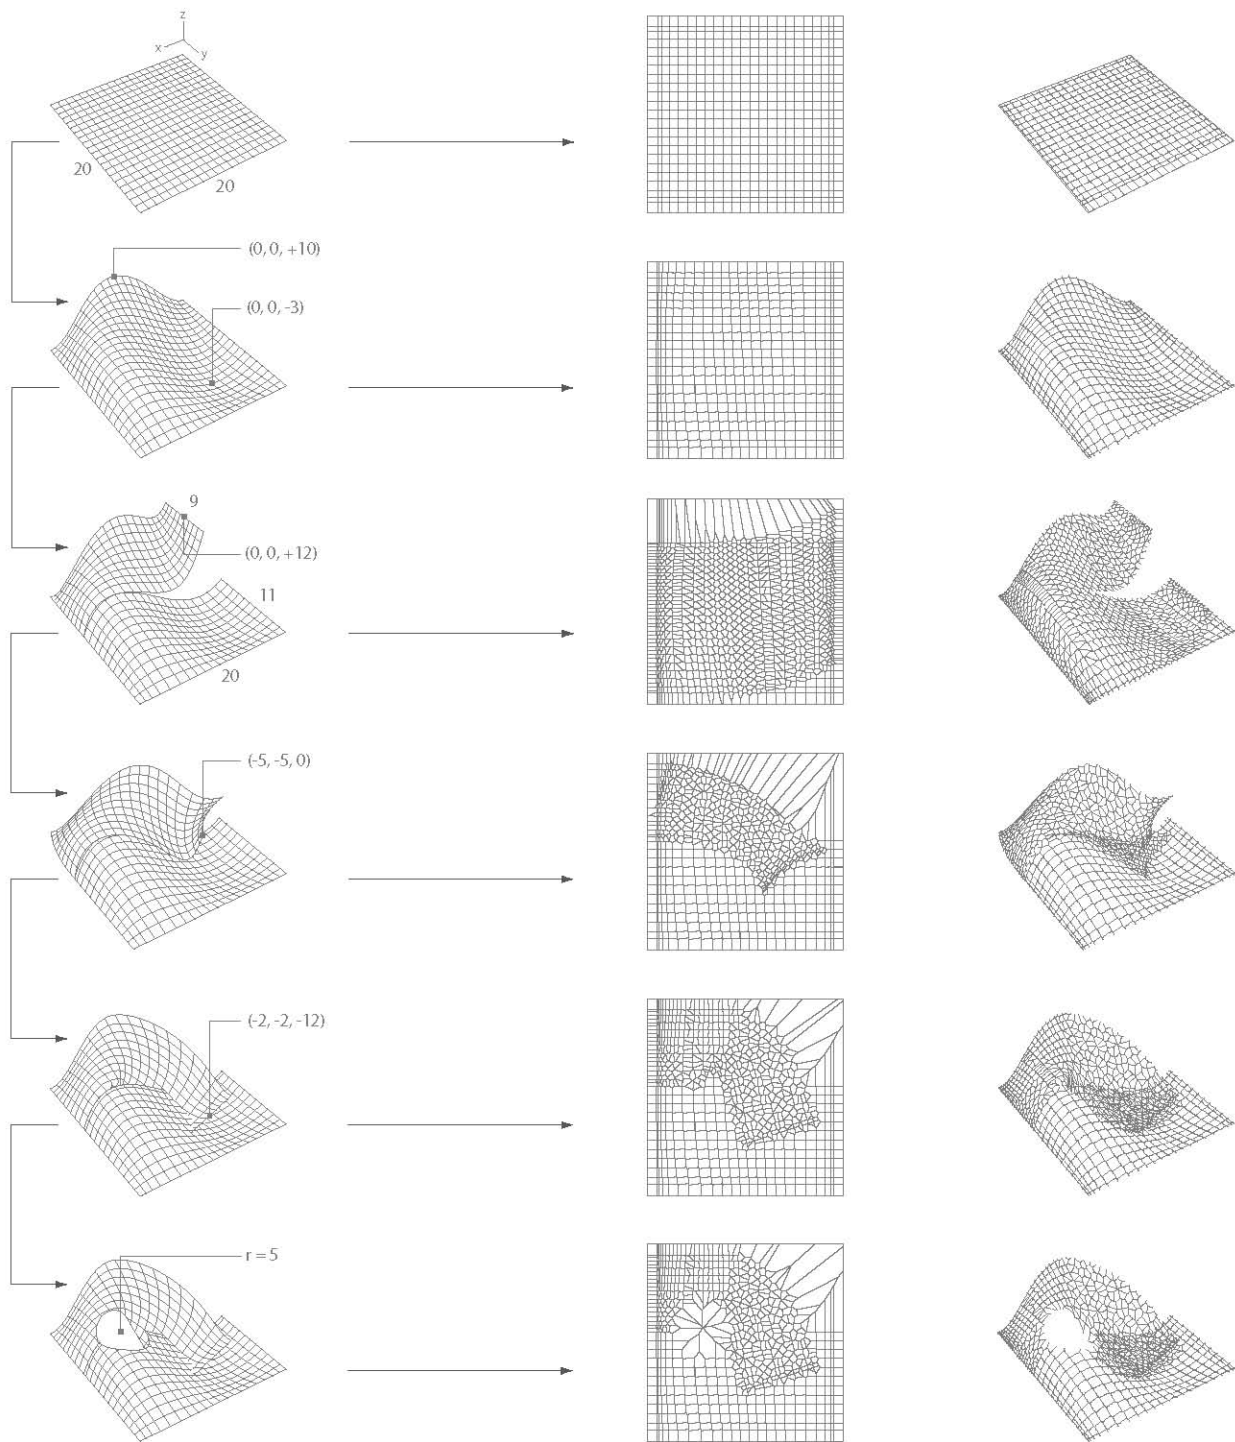 z
x
y
20
20
(0, 0, +10)
(0, 0, -3)
9
(0, 0, +12)
11
20
(-5, -5, 0)
(-2, -2, -12)
r = 5